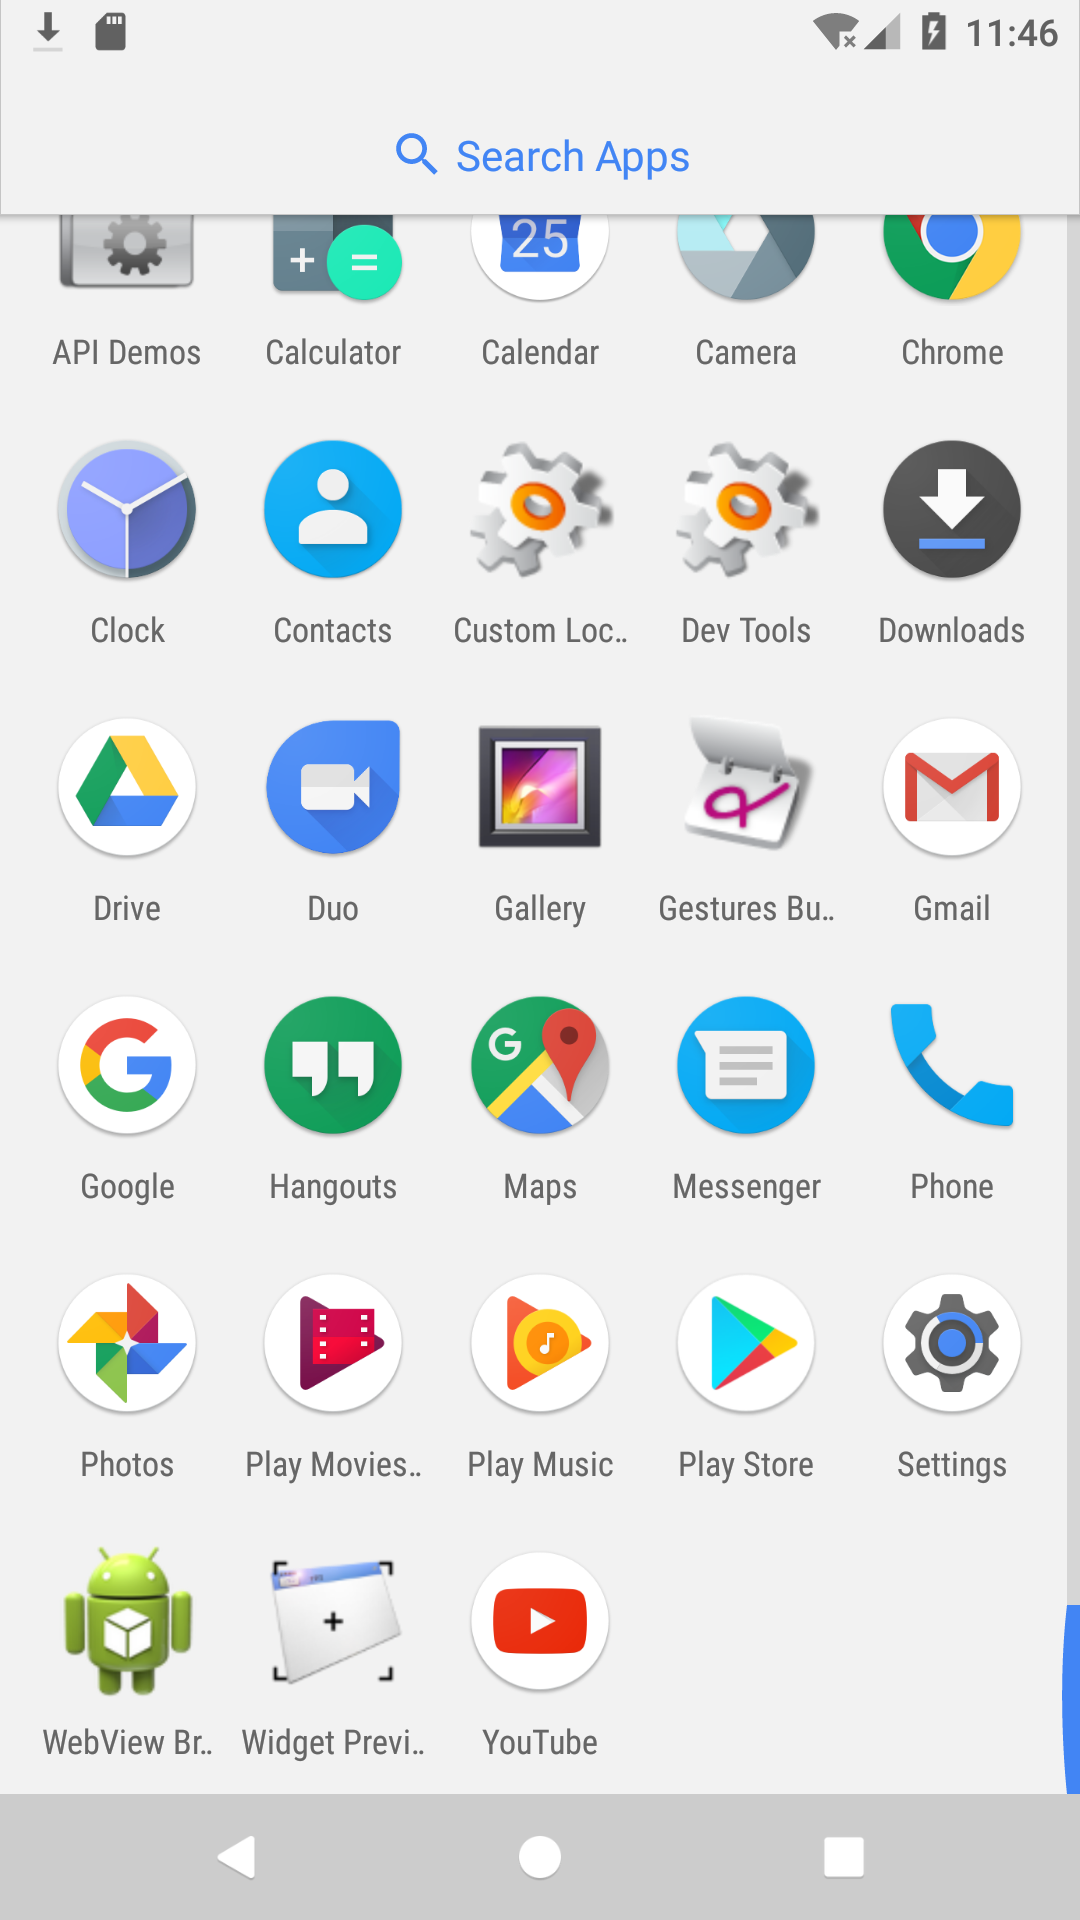 11:46
Search Apps
25
API Demos Calculator Calendar Camera Chrome
Clock Contacts Custom Loc.. Dev Tools Downloads
Drive Duo Gallery Gestures Bu.. Gmail
Google Hangouts Maps Messenger Phone
Photos Play Movies.. Play Music Play Store Settings
WebView Br.. Widget Previ.. YouTube